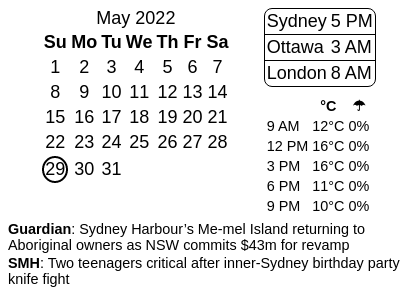 May 2022
Su Mo Tu We Th Fr Sa
1 2 3 4 5 6 7
8 9 10 11 12 13 14
15 16 17 18 19 20 21
22 23 24 25 26 27 28
29 30 31
Sydney 5 PM
Ottawa 3 AM
London 8 AM
°C ☂
9 AM 12°C 0%
12 PM 16°C 0%
3 PM 16°C 0%
6 PM 11°C 0%
9 PM 10°C 0%
Guardian: Sydney Harbour’s Me-mel Island returning to
Aboriginal owners as NSW commits $43m for revamp
SMH: Two teenagers critical after inner-Sydney birthday party
knife fight